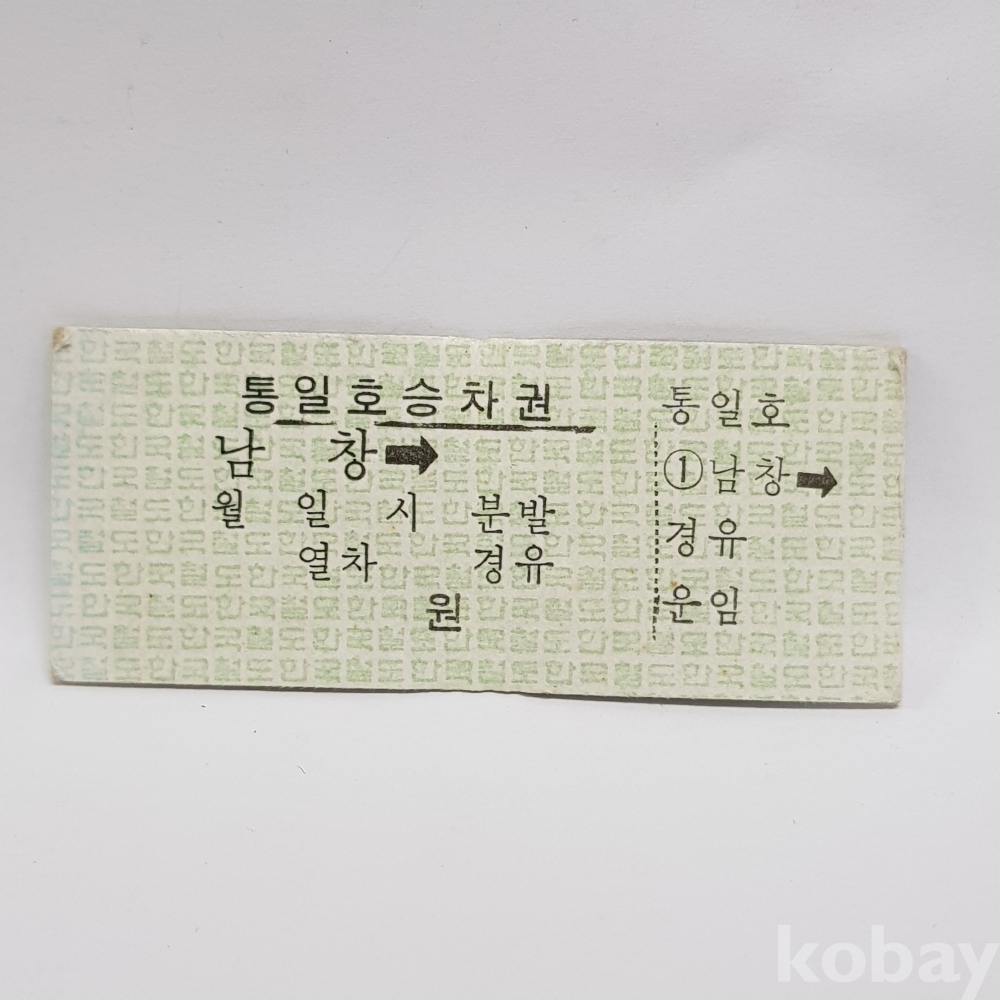 통일호승차권
남 창 ➡
월 일 시 분발
열차 경유
원
통일호
①남창➡
경유
운임
kobay